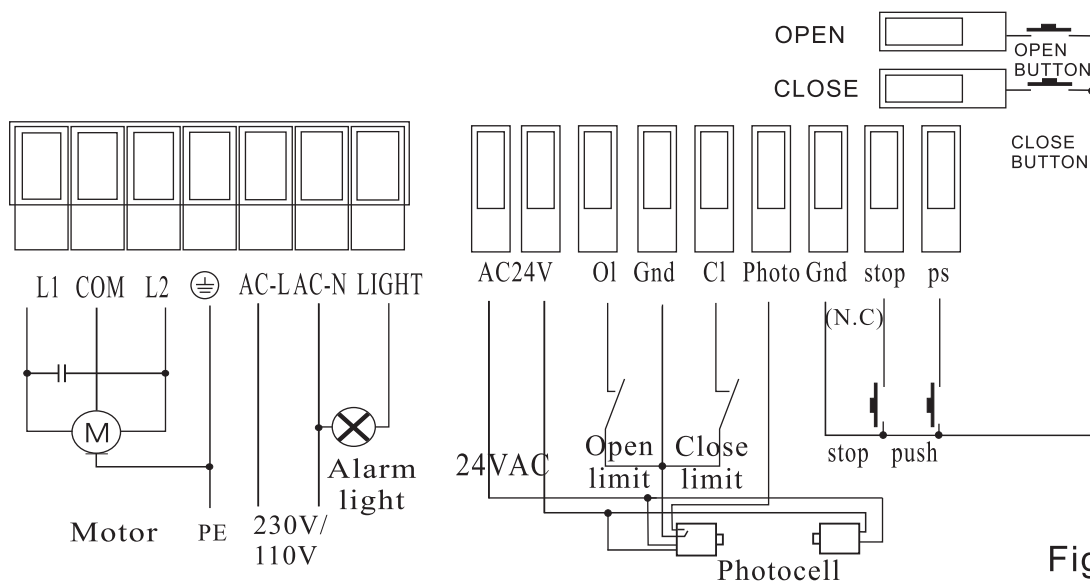 OPEN
OPEN
BUTTON
CLOSE
CLOSE
BUTTON
L1 COM L2 AC-L AC-N LIGHT
AC24V Ol Gnd Cl Photo Gnd stop ps
(N.C)
M
Alarm
light
Motor
PE
230V/
110V
24VAC
Open
limit
Close
limit
stop push
Photocell
Fig